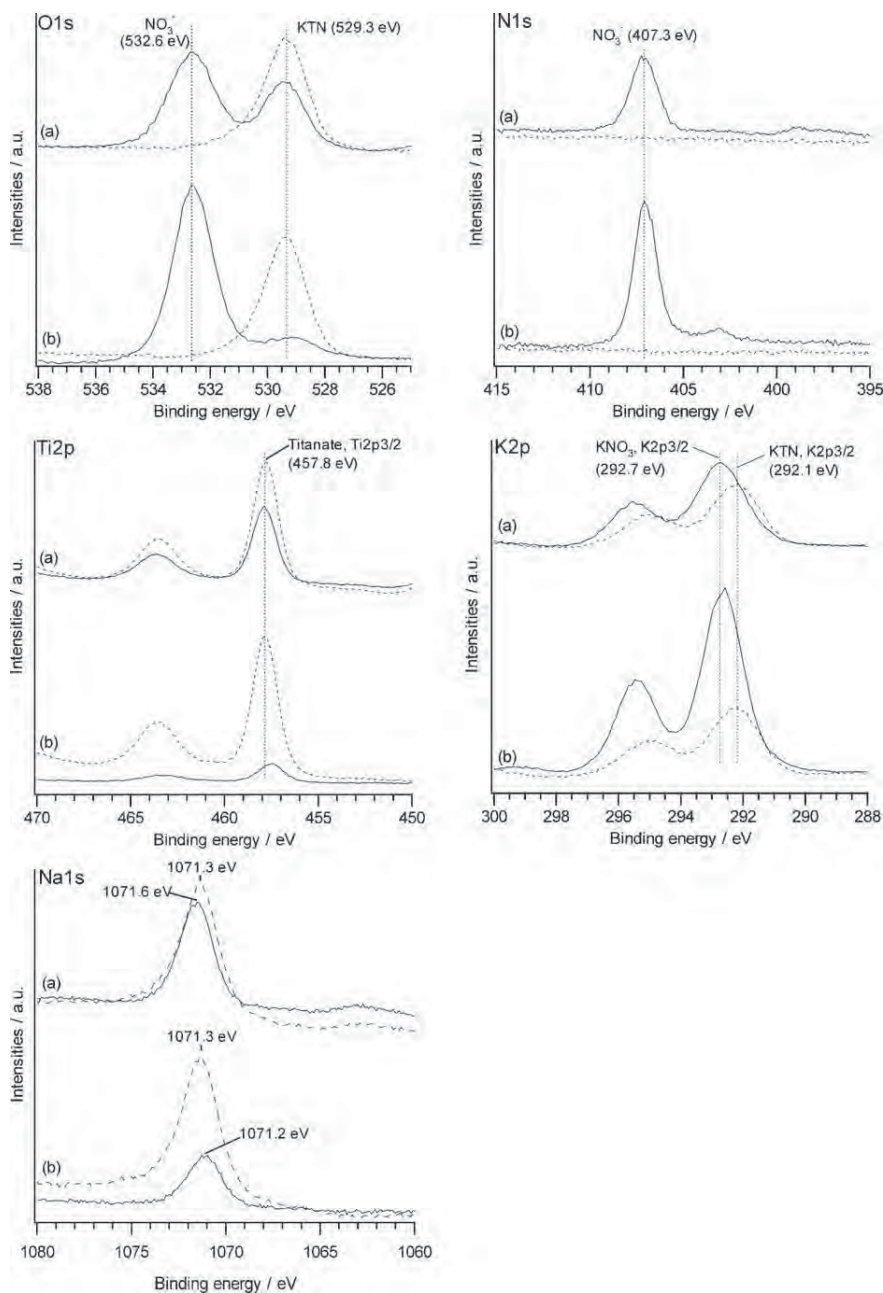 O1s
NO3-
(532.6 eV)
KTN (529.3 eV)
(a)
(b)
Intensities / a.u.
538 536 534 532 530 528 526
Binding energy / eV
N1s
NO3- (407.3 eV)
(a)
(b)
Intensities / a.u.
415 410 405 400 395
Binding energy / eV
Ti2p
Titanate, Ti2p3/2
(457.8 eV)
(a)
(b)
Intensities / a.u.
470 465 460 455 450
Binding energy / eV
K2p
KNO3, K2p3/2
(292.7 eV)
KTN, K2p3/2
(292.1 eV)
(a)
(b)
Intensities / a.u.
300 298 296 294 292 290 288
Binding energy / eV
Na1s
1071.3 eV
1071.6 eV
(a)
1071.3 eV
1071.2 eV
(b)
Intensities / a.u.
1080 1075 1070 1065 1060
Binding energy / eV